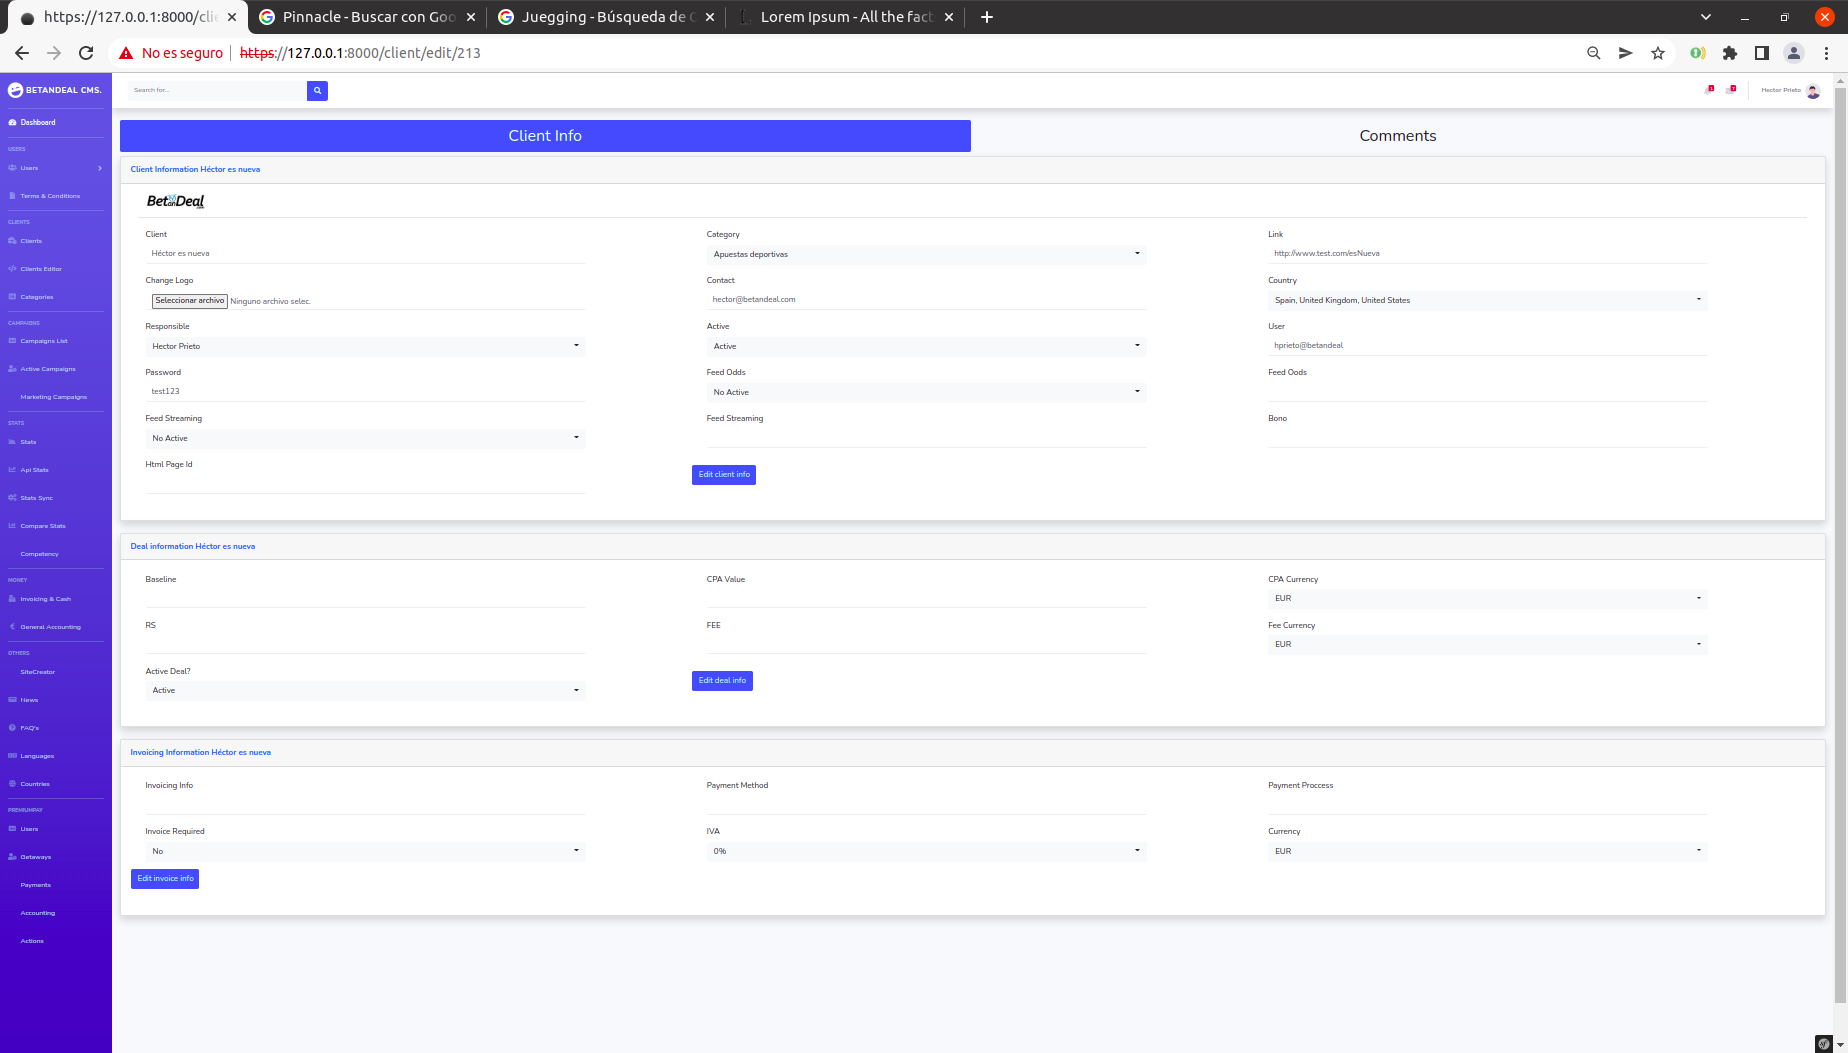 https://127.0.0.1:8000/clie
Pinnacle - Buscar con Goo
Juegging - Búsqueda de G
Lorem Ipsum - All the fact
No es seguro
https://127.0.0.1:8000/client/edit/213
BETANDEAL CMS.
Search for...
Hector Prieto
Dashboard
USERS
Users
Terms & Conditions
CLIENTS
Clients
Clients Editor
Categories
CAMPAIGNS
Campaigns List
Active Campaigns
Marketing Campaigns
STATS
Stats
Api Stats
Stats Sync
Compare Stats
Competency
MONEY
Invoicing & Cash
General Accounting
OTHERS
SiteCreator
News
FAQ's
Languages
Countries
PREMIUMPAY
Users
Getaways
Payments
Accounting
Actions
Client Info
Comments
Client Information Héctor es nueva
BetanDeal
Client
Héctor es nueva
Category
Apuestas deportivas
Link
http://www.test.com/esNueva
Change Logo
Seleccionar archivo Ninguno archivo selec.
Contact
hector@betandeal.com
Country
Spain, United Kingdom, United States
Responsible
Hector Prieto
Active
Active
User
hprieto@betandeal
Password
test123
Feed Odds
No Active
Feed Oods
Feed Streaming
No Active
Feed Streaming
Bono
Html Page Id
Edit client info
Deal information Héctor es nueva
Baseline
CPA Value
CPA Currency
EUR
RS
FEE
Fee Currency
EUR
Active Deal?
Active
Edit deal info
Invoicing Information Héctor es nueva
Invoicing Info
Payment Method
Payment Proccess
Invoice Required
No
IVA
0%
Currency
EUR
Edit invoice info